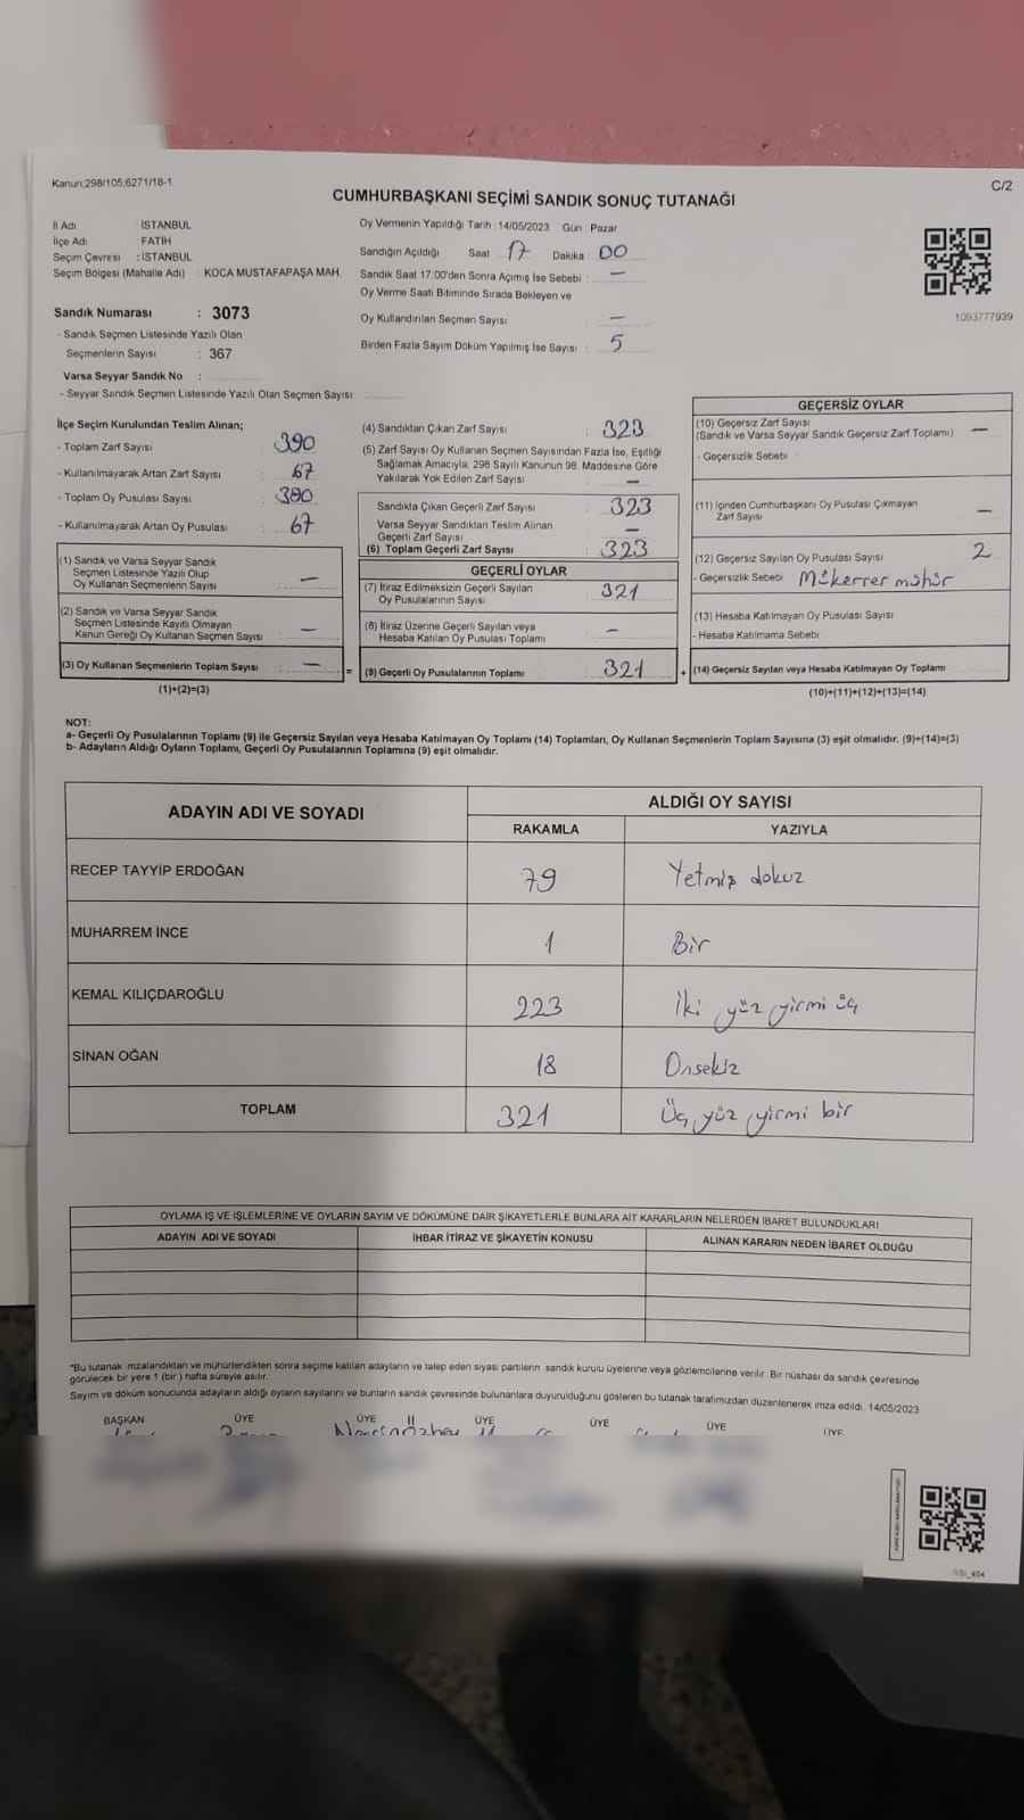 Kanun;298/105,6271/18-1
C/2
CUMHURBAŞKANI SEÇİMİ SANDIK SONUÇ TUTANAĞI
İl Adı İSTANBUL
İlçe Adı FATİH
Seçim Çevresi : İSTANBUL
Seçim Bölgesi (Mahalle Adı) KOCA MUSTAFAPAŞA MAH.
Oy Vermenin Yapıldığı Tarih : 14/05/2023 Gün Pazar
Sandığın Açıldığı Saat 17 Dakika 00
Sandık Saat 17:00'den Sonra Açımış İse Sebebi : —
Oy Verme Saati Bitiminde Sırada Bekleyen ve
Oy Kullandırılan Seçmen Sayısı : —
Birden Fazla Sayım Döküm Yapılmış İse Sayısı : 5
1093777939
Sandık Numarası : 3073
- Sandık Seçmen Listesinde Yazılı Olan
Seçmenlerin Sayısı : 367
Varsa Seyyar Sandık No :
- Seyyar Sandık Seçmen Listesinde Yazılı Olan Seçmen Sayısı
İlçe Seçim Kurulundan Teslim Alınan;
- Toplam Zarf Sayısı 390
- Kullanılmayarak Artan Zarf Sayısı 67
- Toplam Oy Pusulası Sayısı 390
- Kullanılmayarak Artan Oy Pusulası : 67
(1) Sandık ve Varsa Seyyar Sandık
Seçmen Listesinde Yazılı Olup
Oy Kullanan Seçmenlerin Sayısı —
(2) Sandık ve Varsa Seyyar Sandık
Seçmen Listesinde Kayıtlı Olmayan
Kanun Gereği Oy Kullanan Seçmen Sayısı —
(3) Oy Kullanan Seçmenlerin Toplam Sayısı : — =
(1)+(2)=(3)
(4) Sandıktan Çıkan Zarf Sayısı : 323
(5) Zarf Sayısı Oy Kullanan Seçmen Sayısından Fazla İse, Eşitliği
Sağlamak Amacıyla, 298 Sayılı Kanunun 98. Maddesine Göre
Yakılarak Yok Edilen Zarf Sayısı —
Sandıkta Çıkan Geçerli Zarf Sayısı : 323
Varsa Seyyar Sandıktan Teslim Alınan
Geçerli Zarf Sayısı —
(6) Toplam Geçerli Zarf Sayısı : 323
GEÇERLİ OYLAR
(7) İtiraz Edilmeksizin Geçerli Sayılan
Oy Pusulalarının Sayısı : 321
(8) İtiraz Üzerine Geçerli Sayılan veya
Hesaba Katılan Oy Pusulası Toplamı : —
(9) Geçerli Oy Pusulalarının Toplamı : 321 +
GEÇERSİZ OYLAR
(10) Geçersiz Zarf Sayısı
(Sandık ve Varsa Seyyar Sandık Geçersiz Zarf Toplamı) —
- Geçersizlik Sebebi
(11) İçinden Cumhurbaşkanı Oy Pusulası Çıkmayan
Zarf Sayısı —
(12) Geçersiz Sayılan Oy Pusulası Sayısı 2
- Geçersizlik Sebebi Mükerrer mühür
(13) Hesaba Katılmayan Oy Pusulası Sayısı
- Hesaba Katılmama Sebebi
(14) Geçersiz Sayılan veya Hesaba Katılmayan Oy Toplamı
(10)+(11)+(12)+(13)=(14)
NOT:
a- Geçerli Oy Pusulalarının Toplamı (9) ile Geçersiz Sayılan veya Hesaba Katılmayan Oy Toplamı (14) Toplamları, Oy Kullanan Seçmenlerin Toplam Sayısına (3) eşit olmalıdır. (9)+(14)=(3)
b- Adayların Aldığı Oyların Toplamı, Geçerli Oy Pusulalarının Toplamına (9) eşit olmalıdır.
ADAYIN ADI VE SOYADI
ALDIĞI OY SAYISI
RAKAMLA YAZIYLA
RECEP TAYYİP ERDOĞAN 79 Yetmiş dokuz
MUHARREM İNCE 1 Bir
KEMAL KILIÇDAROĞLU 223 İki yüz yirmi üç
SİNAN OĞAN 18 Onsekiz
TOPLAM 321 Üç yüz yirmi bir
OYLAMA İŞ VE İŞLEMLERİNE VE OYLARIN SAYIM VE DÖKÜMÜNE DAİR ŞİKAYETLERLE BUNLARA AİT KARARLARIN NELERDEN İBARET BULUNDUKLARI
ADAYIN ADI VE SOYADI İHBAR İTİRAZ VE ŞİKAYETİN KONUSU ALINAN KARARIN NEDEN İBARET OLDUĞU
"Bu tutanak imzalandıktan ve mühürlendikten sonra seçime katılan adayların ve talep eden siyasi partilerin sandık kurulu üyelerine veya gözlemcilerine verilir. Bir nüshası da sandık çevresinde
görülecek bir yere 1 (bir) hafta süreyle asılır."
Sayım ve döküm sonucunda adayların aldığı oyların sayılarını ve bunların sandık çevresinde bulunanlara duyurulduğunu gösteren bu tutanak tarafımızdan düzenlenerek imza edildi. 14/05/2023
BAŞKAN ÜYE ÜYE ÜYE ÜYE ÜYE ÜYE